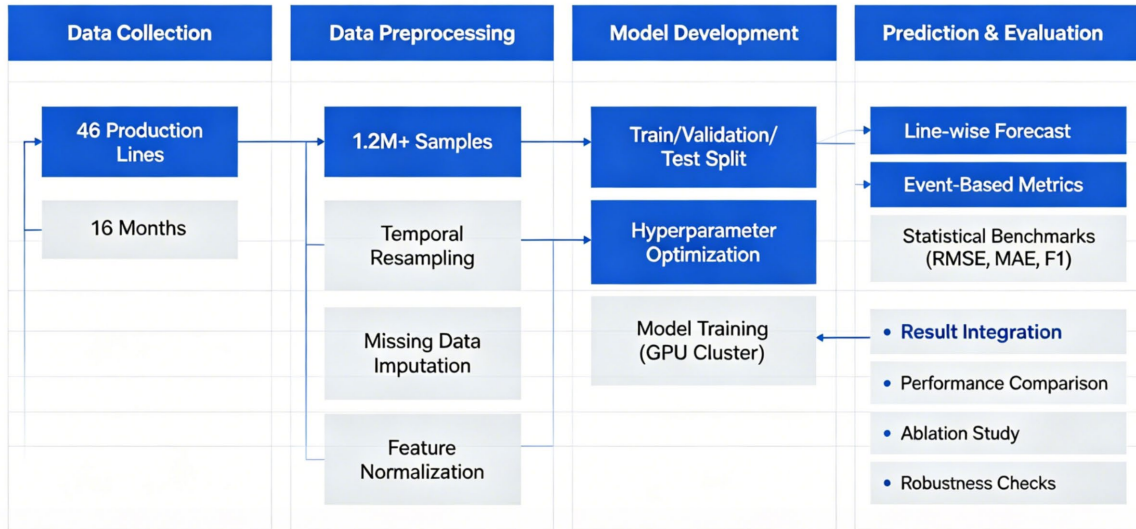 Data Collection
46 Production
Lines
16 Months
Data Preprocessing
1.2M+ Samples
Temporal
Resampling
Missing Data
Imputation
Feature
Normalization
Model Development
Train/Validation/
Test Split
Hyperparameter
Optimization
Model Training
(GPU Cluster)
Prediction & Evaluation
Line-wise Forecast
Event-Based Metrics
Statistical Benchmarks
(RMSE, MAE, F1)
• Result Integration
• Performance Comparison
• Ablation Study
• Robustness Checks